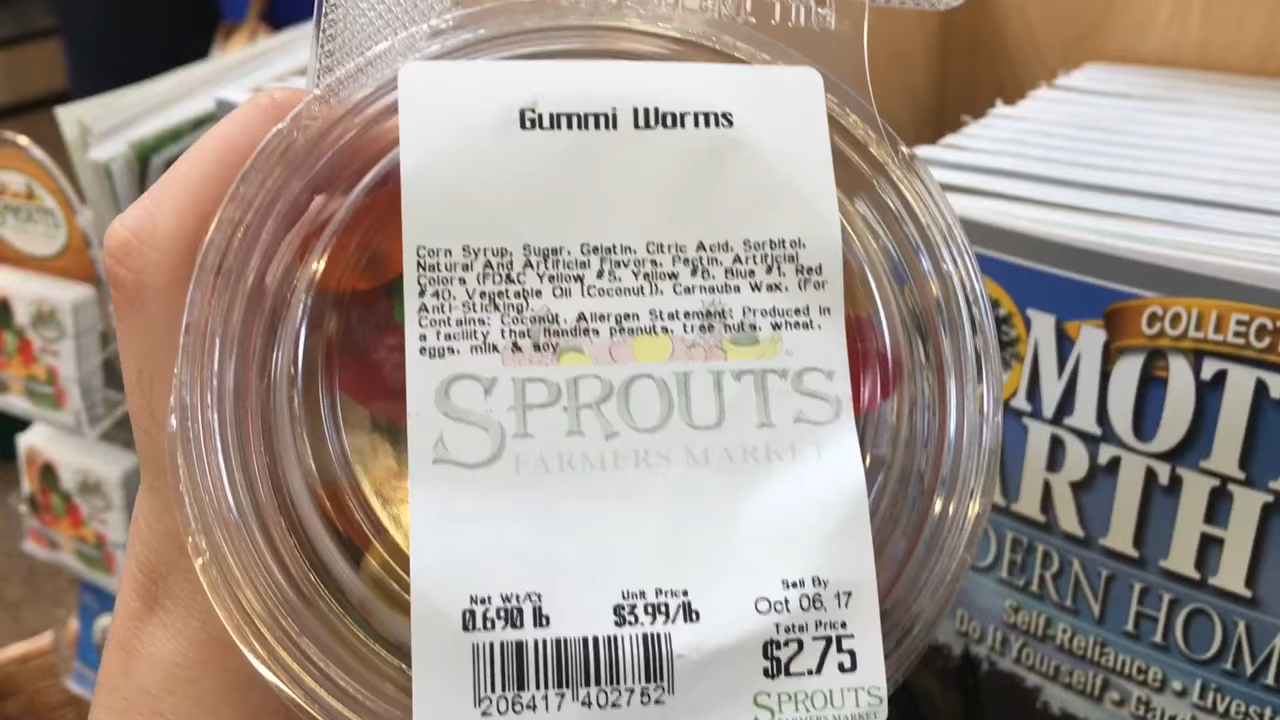 Gummi Worms
Corn Syrup, Sugar, Gelatin, Citric Acid, Sorbitol,
Natural And Artificial Flavors, Pectin, Artificial
Colors (FD&C Yellow #5, Yellow #6, Blue #1, Red
#40, Vegetable Oil [Coconut]), Carnauba Wax, (For
Anti-Sticking).
Contains: Coconut, Allergen Statement: Produced in
a facility that handles peanuts, tree nuts, wheat,
eggs, milk & soy
SPROUTS
FARMERS MARKET
Net Wt/Ct
0.690 lb
Unit Price
$3.99/lb
Sell By
Oct 06, 17
Total Price
$2.75
206417 402752
SPROUTS
FARMERS MARKET
COLLECT
MOT
ARTH
DERN HOM
Self-Reliance • Livest
Do It Yourself • Gar